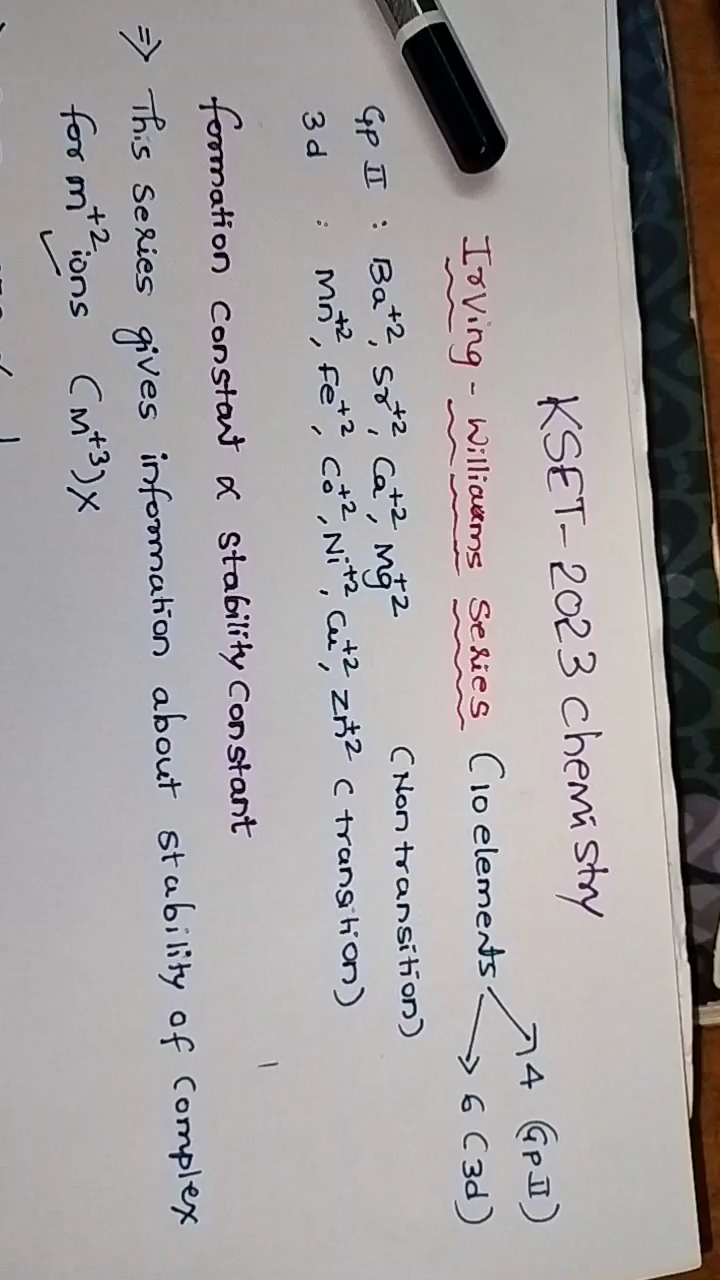 KSET-2023 chemistry
Irving-Williams Series (10 elements → 4 (Gp II)
→ 6 (3d)
Gp II : Ba+2, Sr+2, Ca+2, Mg+2 (Non transition)
3d : Mn+2, Fe+2, Co+2, Ni+2, Cu+2, Zn+2 (transition)
formation constant α stability constant
⇒ This series gives information about stability of complex
for m+2 ions (M+3) X